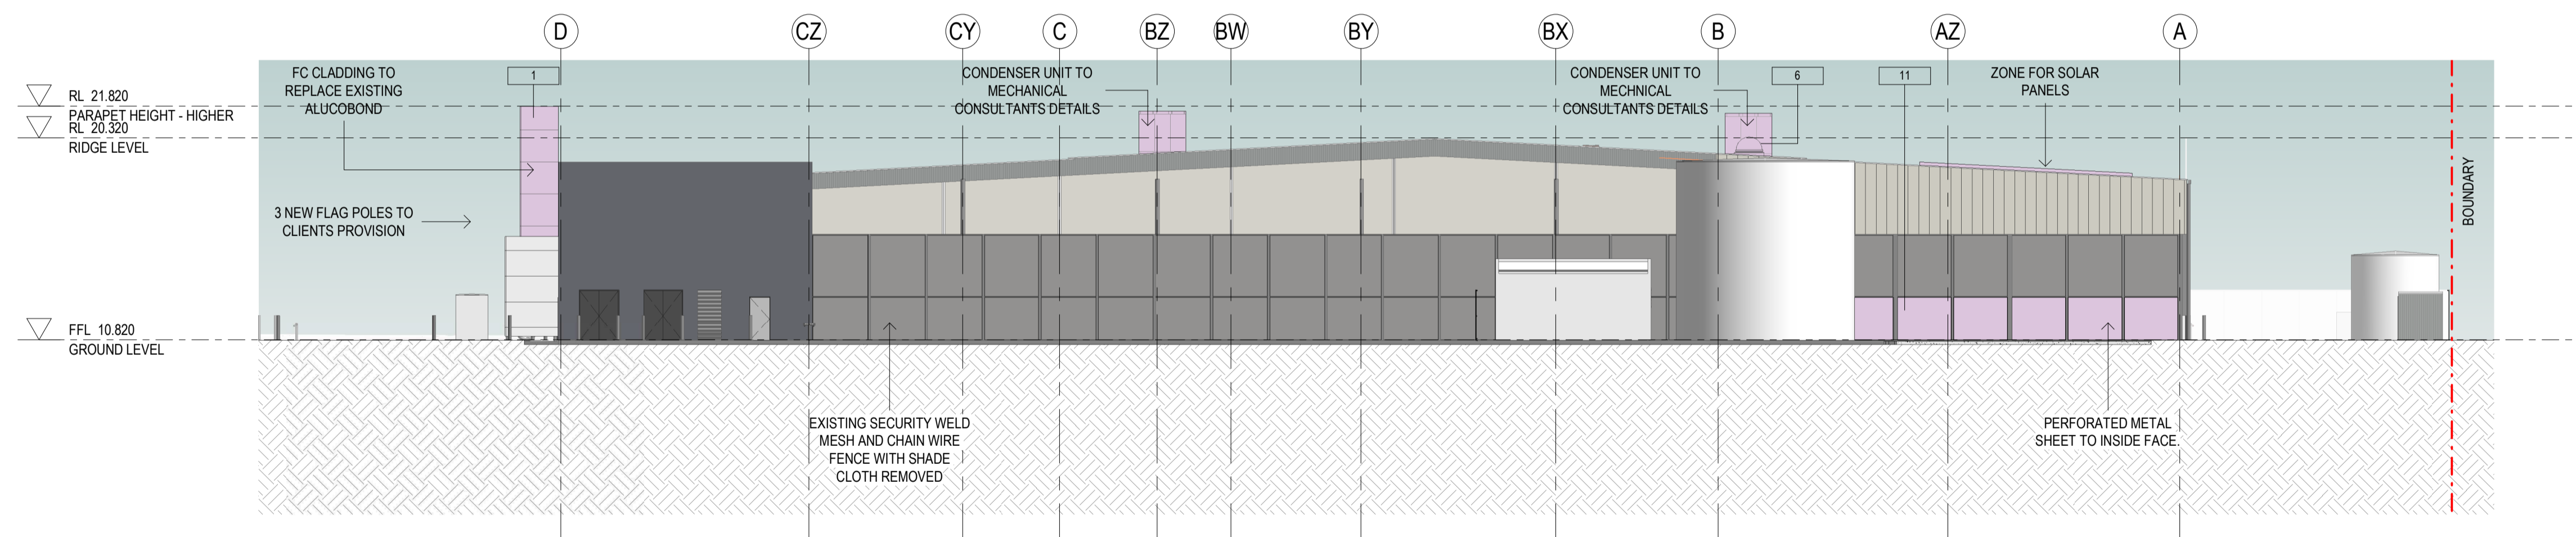 D
CZ
CY
C
BZ
BW
BY
BX
B
AZ
A
RL 21.820
PARAPET HEIGHT - HIGHER
RL 20.320
RIDGE LEVEL
FFL 10.820
GROUND LEVEL
FC CLADDING TO
REPLACE EXISTING
ALUCOBOND
1
3 NEW FLAG POLES TO
CLIENTS PROVISION
CONDENSER UNIT TO
MECHANICAL
CONSULTANTS DETAILS
CONDENSER UNIT TO
MECHNICAL
CONSULTANTS DETAILS
6
11
ZONE FOR SOLAR
PANELS
BOUNDARY
EXISTING SECURITY WELD
MESH AND CHAIN WIRE
FENCE WITH SHADE
CLOTH REMOVED
PERFORATED METAL
SHEET TO INSIDE FACE.